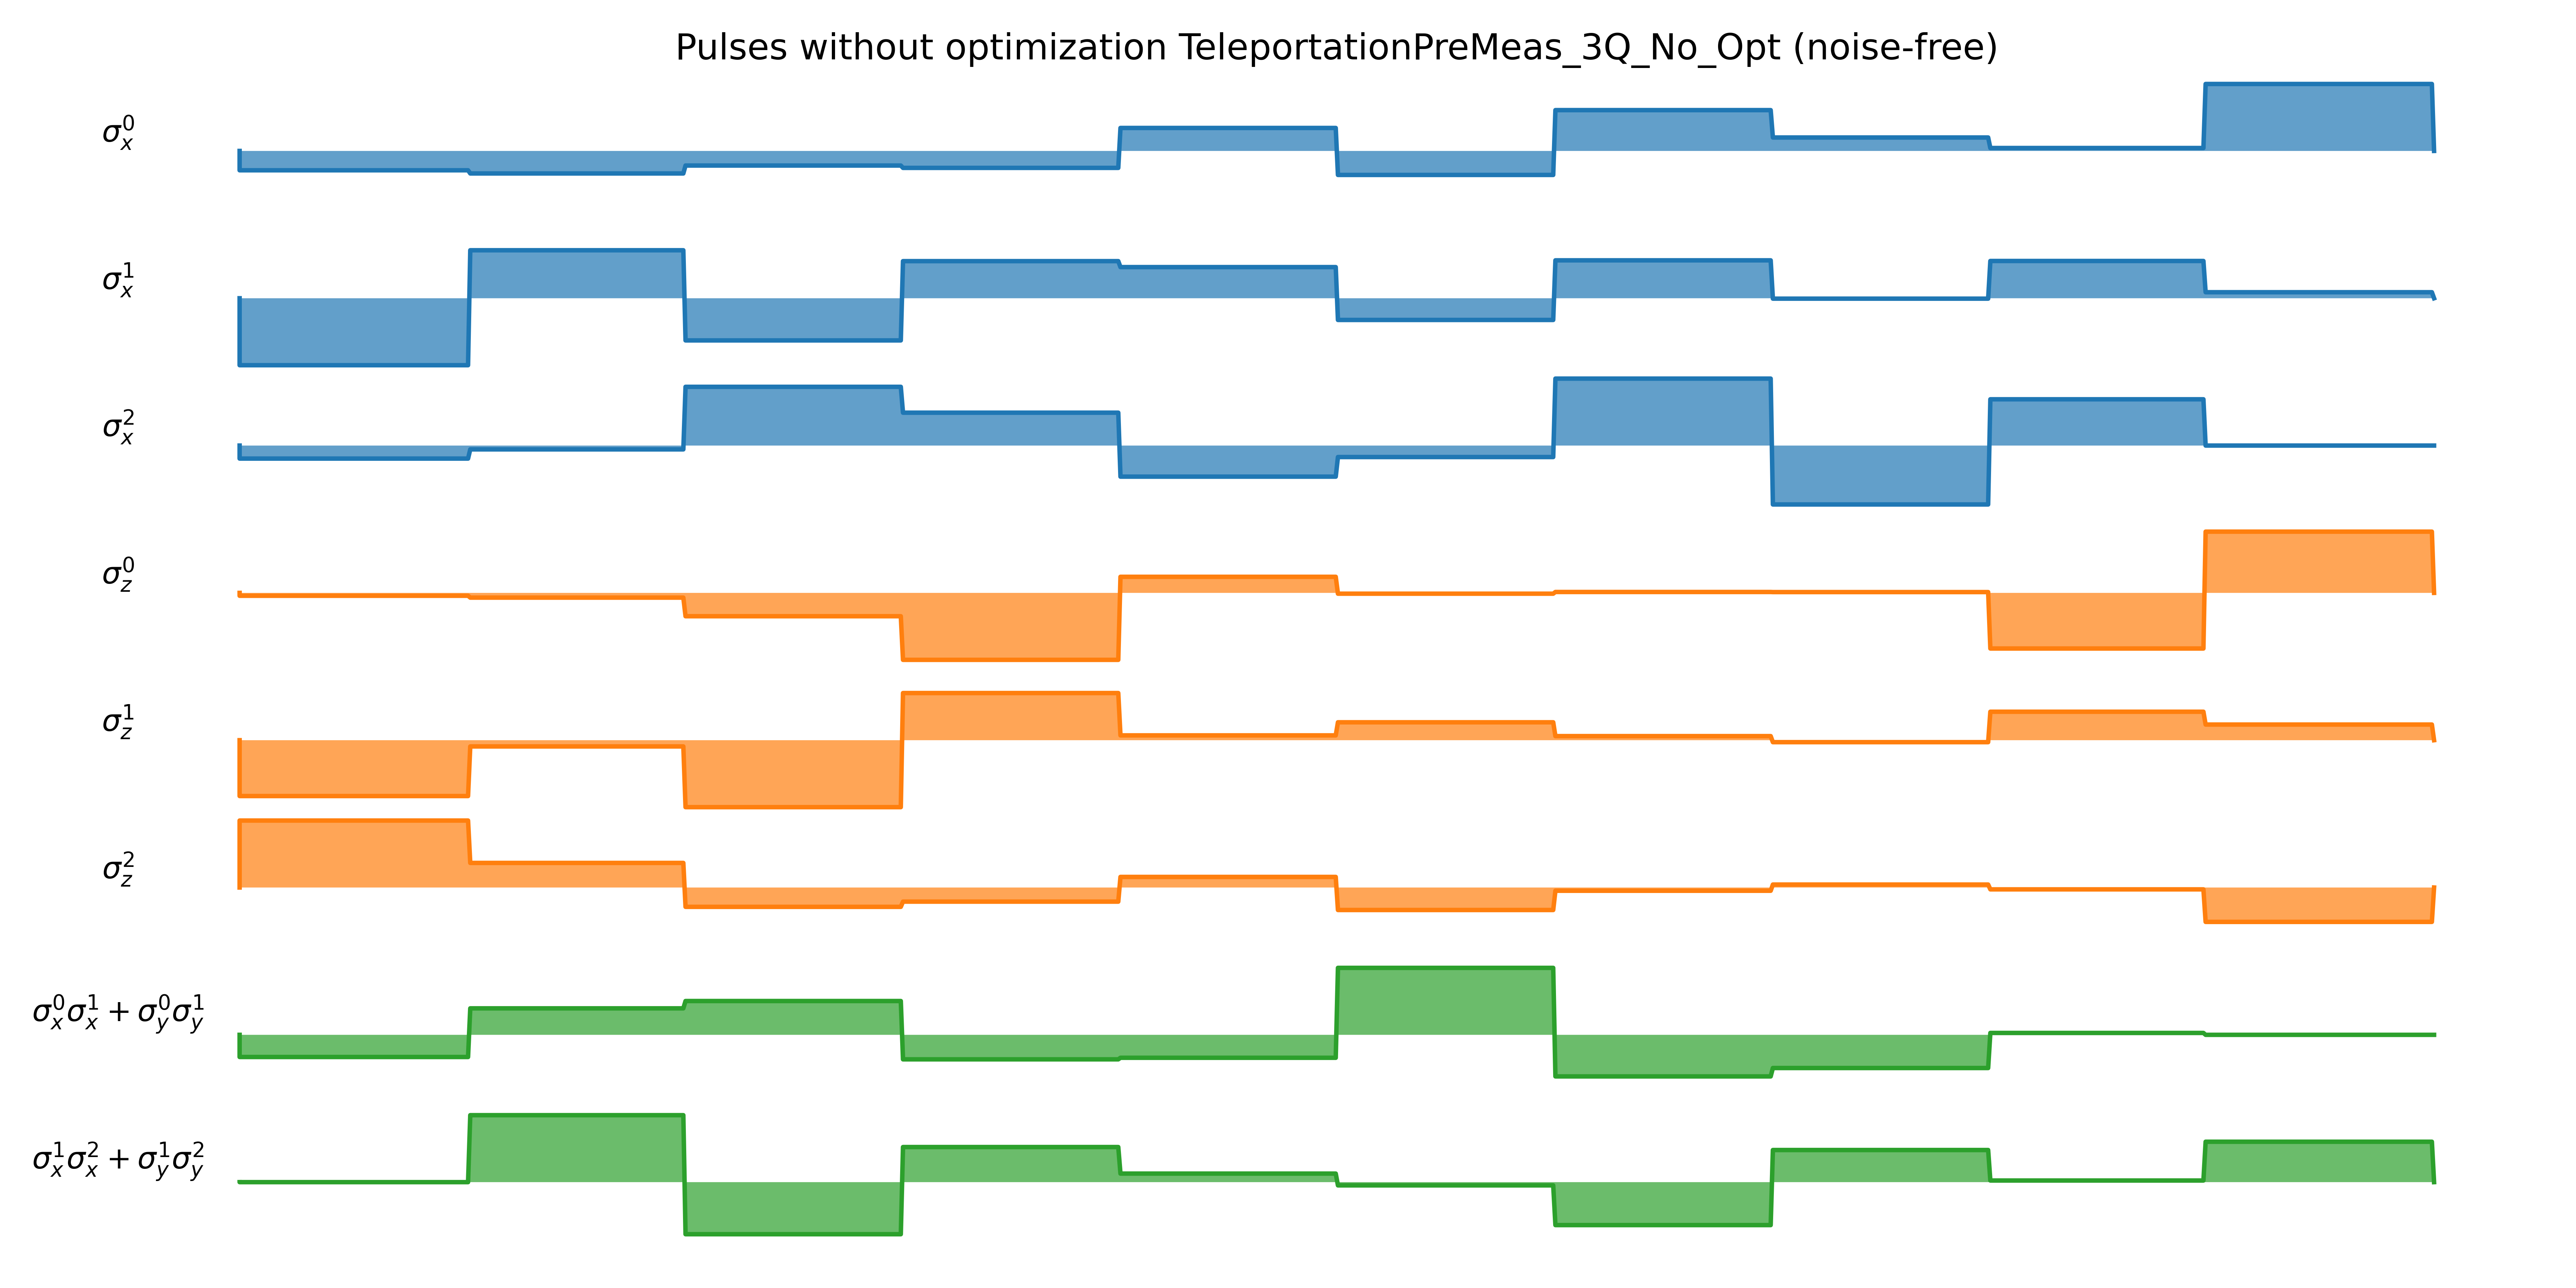 Pulses without optimization TeleportationPreMeas_3Q_No_Opt (noise-free)
σ_x^0
σ_x^1
σ_x^2
σ_z^0
σ_z^1
σ_z^2
σ_x^0σ_x^1 + σ_y^0σ_y^1
σ_x^1σ_x^2 + σ_y^1σ_y^2